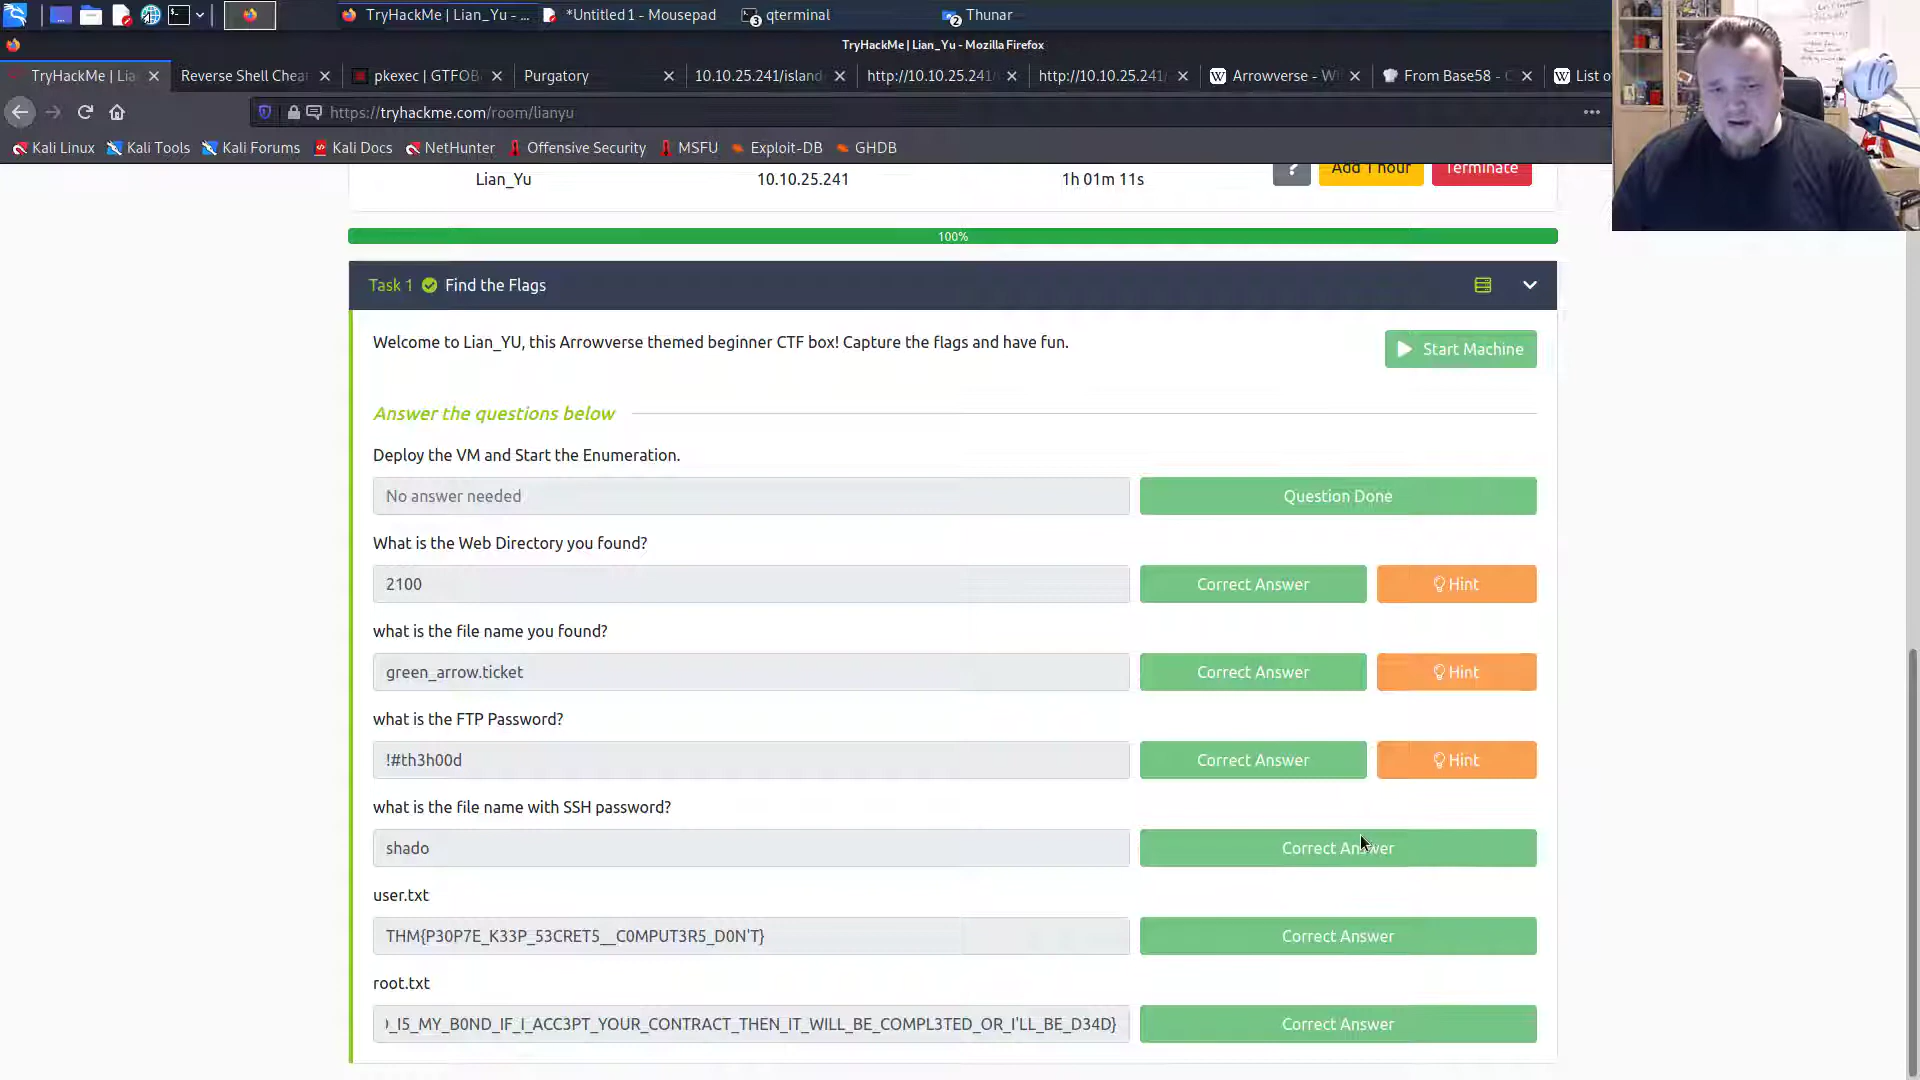 TryHackMe | Lian_Yu - ...
*Untitled 1 - Mousepad
3
qterminal
2
Thunar
TryHackMe | Lian_Yu - Mozilla Firefox
TryHackMe | Lia
Reverse Shell Chea
pkexec | GTFOB
Purgatory
10.10.25.241/island
http://10.10.25.241/
http://10.10.25.241/
Arrowverse - W
From Base58 - C
List o
https://tryhackme.com/room/lianyu
Kali Linux
Kali Tools
Kali Forums
Kali Docs
NetHunter
Offensive Security
MSFU
Exploit-DB
GHDB
Lian_Yu
10.10.25.241
1h 01m 11s
?
Add 1 hour
Terminate
100%
Task 1
Find the Flags
Welcome to Lian_YU, this Arrowverse themed beginner CTF box! Capture the flags and have fun.
Start Machine
Answer the questions below
Deploy the VM and Start the Enumeration.
No answer needed
Question Done
What is the Web Directory you found?
2100
Correct Answer
Hint
what is the file name you found?
green_arrow.ticket
Correct Answer
Hint
what is the FTP Password?
!#th3h00d
Correct Answer
Hint
what is the file name with SSH password?
shado
Correct Answer
user.txt
THM{P30P7E_K33P_53CRET5__C0MPUT3R5_D0N'T}
Correct Answer
root.txt
_I5_MY_B0ND_IF_I_ACC3PT_YOUR_CONTRACT_THEN_IT_WILL_BE_COMPL3TED_OR_I'LL_BE_D34D}
Correct Answer